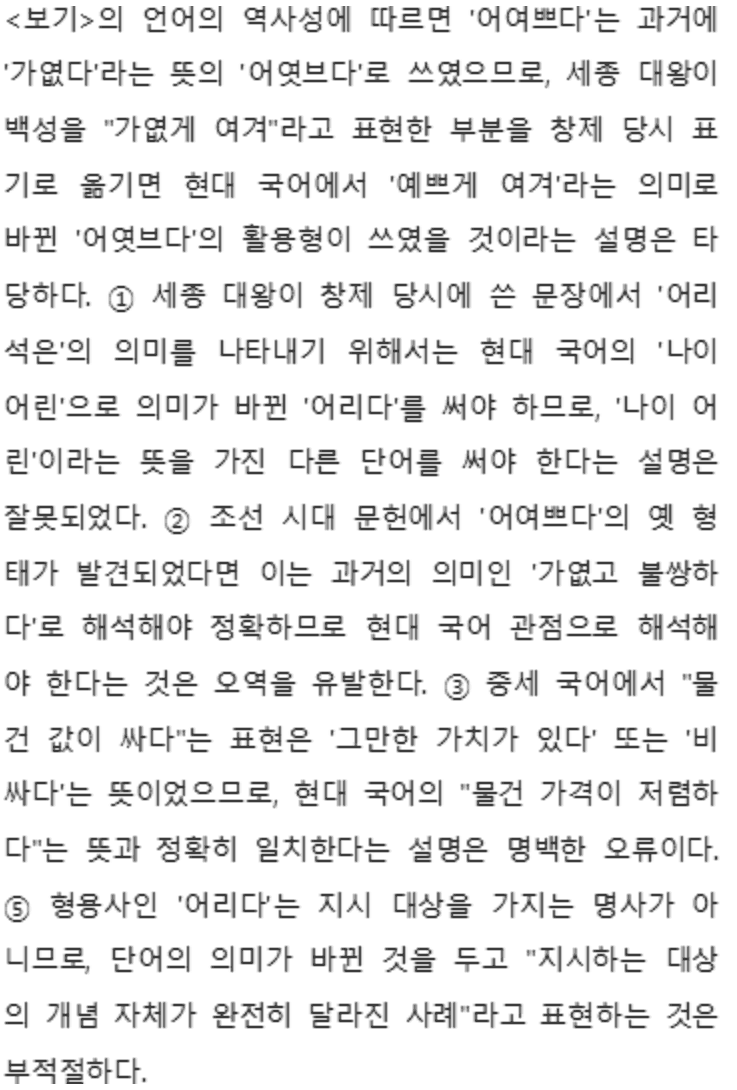 <보기>의 언어의 역사성에 따르면 '어여쁘다'는 과거에
'가엾다'라는 뜻의 '어엿브다'로 쓰였으므로, 세종 대왕이
백성을 "가엾게 여겨"라고 표현한 부분을 창제 당시 표
기로 옮기면 현대 국어에서 '예쁘게 여겨'라는 의미로
바뀐 '어엿브다'의 활용형이 쓰였을 것이라는 설명은 타
당하다. ① 세종 대왕이 창제 당시에 쓴 문장에서 '어리
석은'의 의미를 나타내기 위해서는 현대 국어의 '나이
어린'으로 의미가 바뀐 '어리다'를 써야 하므로, '나이 어
린'이라는 뜻을 가진 다른 단어를 써야 한다는 설명은
잘못되었다. ② 조선 시대 문헌에서 '어여쁘다'의 옛 형
태가 발견되었다면 이는 과거의 의미인 '가엾고 불쌍하
다'로 해석해야 정확하므로 현대 국어 관점으로 해석해
야 한다는 것은 오역을 유발한다. ③ 중세 국어에서 "물
건 값이 싸다"는 표현은 '그만한 가치가 있다' 또는 '비
싸다'는 뜻이었으므로, 현대 국어의 "물건 가격이 저렴하
다"는 뜻과 정확히 일치한다는 설명은 명백한 오류이다.
⑤ 형용사인 '어리다'는 지시 대상을 가지는 명사가 아
니므로, 단어의 의미가 바뀐 것을 두고 "지시하는 대상
의 개념 자체가 완전히 달라진 사례"라고 표현하는 것은
부적절하다.